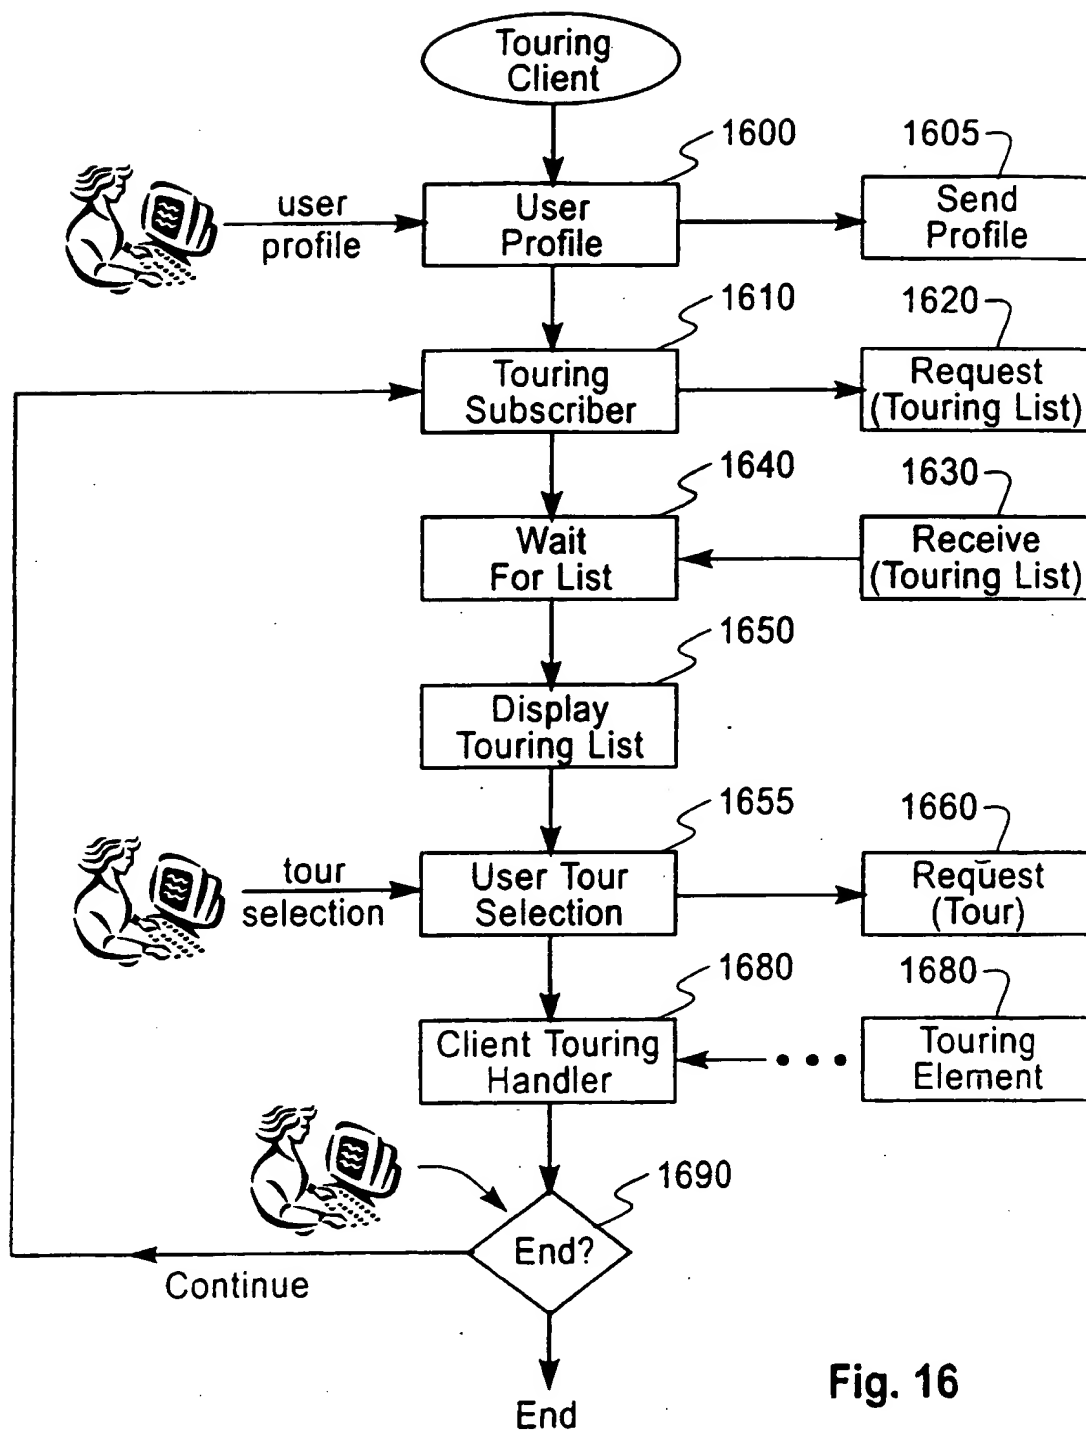 Touring
Client
1600
1605
user
profile
User
Profile
Send
Profile
1610
1620
Touring
Subscriber
Request
(Touring List)
1640
1630
Wait
For List
Receive
(Touring List)
1650
Display
Touring List
1655
1660
tour
selection
User Tour
Selection
Request
(Tour)
1680
1680
Client Touring
Handler
Touring
Element
1690
End?
Continue
End
Fig. 16